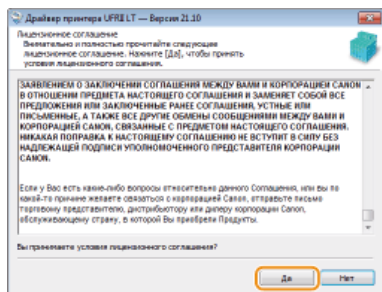 Драйвер принтера UFRII LT — Версия 21.10
Лицензионное соглашение
Внимательно и полностью прочитайте следующее
лицензионное соглашение. Нажмите [Да], чтобы принять
условия лицензионного соглашения.
ЗАЯВЛЕНИЕМ О ЗАКЛЮЧЕНИИ СОГЛАШЕНИЯ МЕЖДУ ВАМИ И КОРПОРАЦИЕЙ CANON
В ОТНОШЕНИИ ПРЕДМЕТА НАСТОЯЩЕГО СОГЛАШЕНИЯ И ЗАМЕНЯЕТ СОБОЙ ВСЕ
ПРЕДЛОЖЕНИЯ ИЛИ ЗАКЛЮЧЕННЫЕ РАНЕЕ СОГЛАШЕНИЯ, УСТНЫЕ ИЛИ
ПИСЬМЕННЫЕ, А ТАКЖЕ ВСЕ ДРУГИЕ ОБМЕНЫ СООБЩЕНИЯМИ МЕЖДУ ВАМИ И
КОРПОРАЦИЕЙ CANON, СВЯЗАННЫЕ С ПРЕДМЕТОМ НАСТОЯЩЕГО СОГЛАШЕНИЯ.
НИКАКАЯ ПОПРАВКА К НАСТОЯЩЕМУ СОГЛАШЕНИЮ НЕ ВСТУПИТ В СИЛУ БЕЗ
НАДЛЕЖАЩЕЙ ПОДПИСИ УПОЛНОМОЧЕННОГО ПРЕДСТАВИТЕЛЯ КОРПОРАЦИИ
CANON.
Если у Вас есть какие-либо вопросы относительно данного Соглашения, или вы по
какой-то причине желаете связаться с корпорацией Canon, отправьте письмо
торговому представителю, дистрибьютору или дилеру корпорации Canon,
обслуживающему страну, в которой Вы приобрели Продукты.
Вы принимаете условия лицензионного соглашения?
Да
Нет